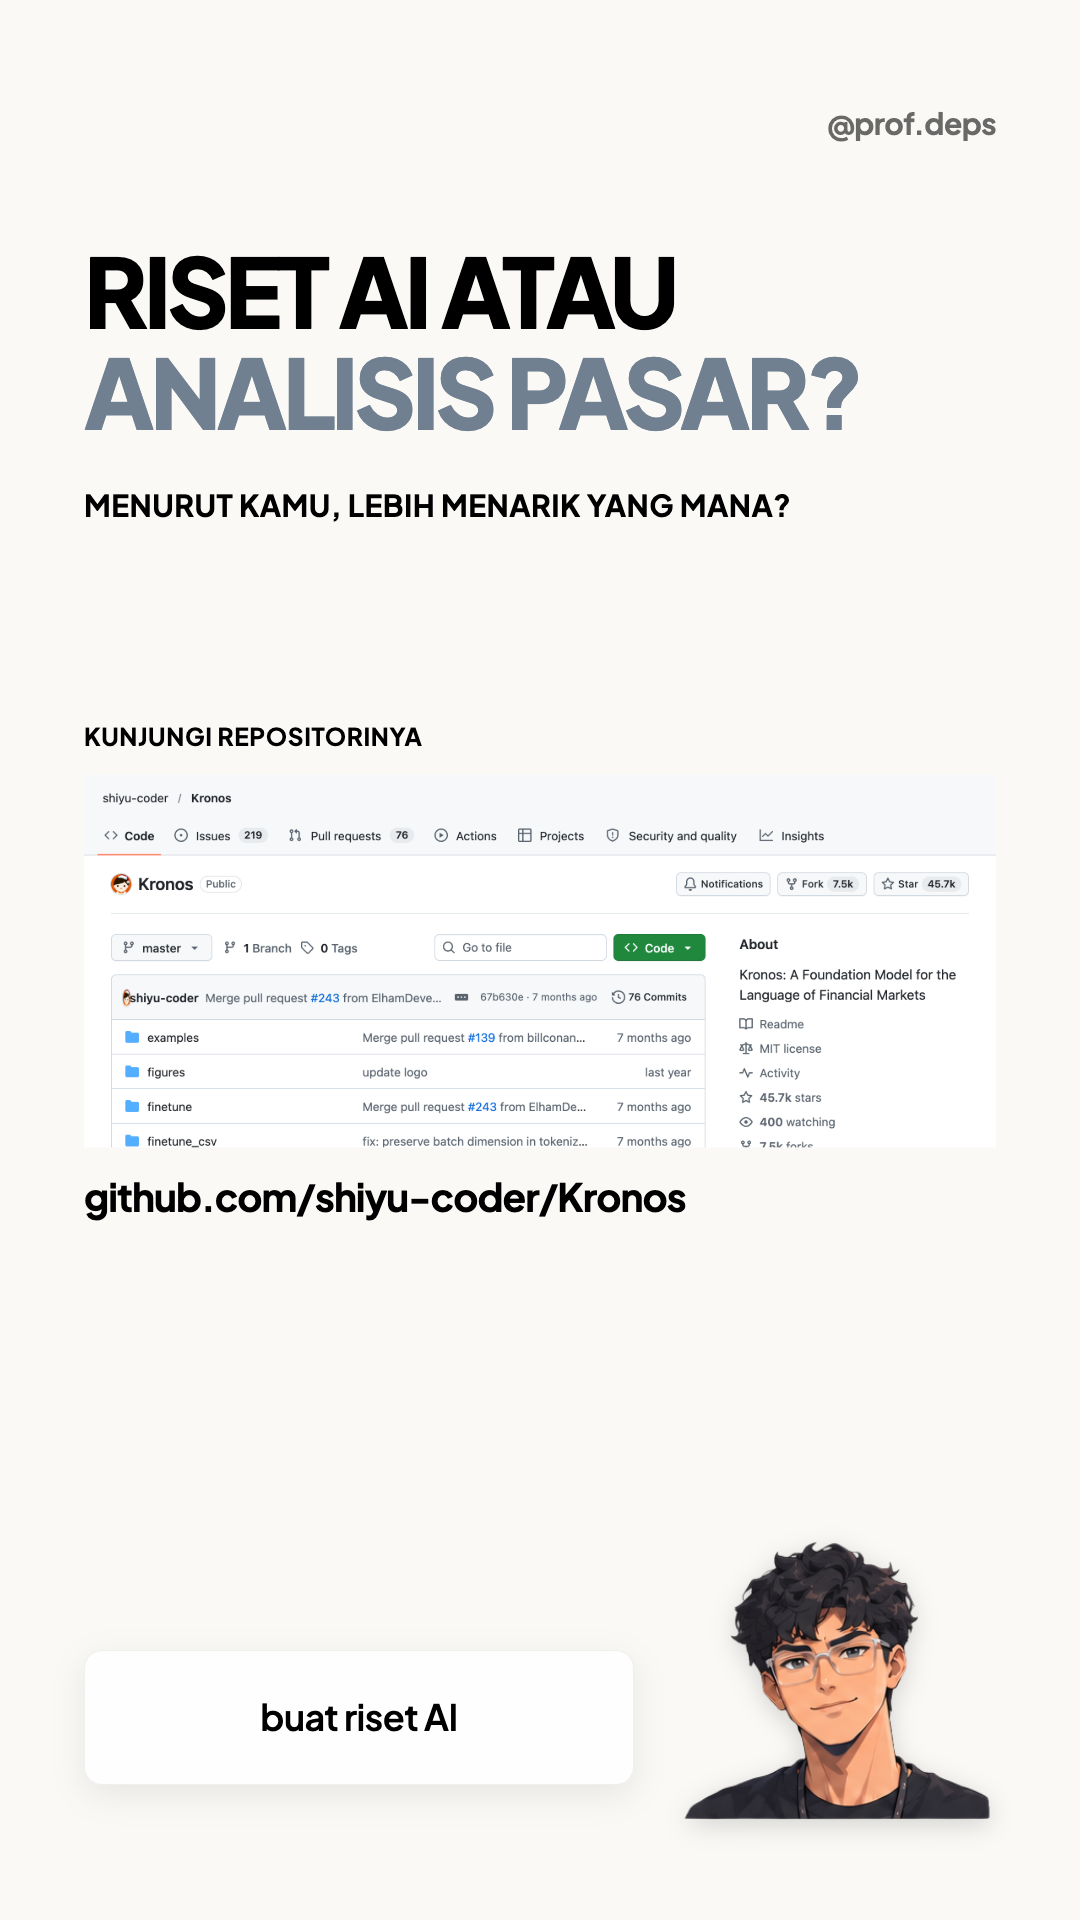 @prof.deps
RISET AI ATAU
ANALISIS PASAR?
MENURUT KAMU, LEBIH MENARIK YANG MANA?
KUNJUNGI REPOSITORINYA
shiyu-coder / Kronos
Code Issues 219 Pull requests 76 Actions Projects Security and quality Insights
Kronos Public Notifications Fork 7.5k Star 45.7k
master 1 Branch 0 Tags Go to file Code
shiyu-coder Merge pull request #243 from ElhamDeve... 67b630e · 7 months ago 76 Commits
examples Merge pull request #139 from billconan... 7 months ago
figures update logo last year
finetune Merge pull request #243 from ElhamDe... 7 months ago
finetune_csv fix: preserve batch dimension in tokeniz... 7 months ago
About
Kronos: A Foundation Model for the
Language of Financial Markets
Readme
MIT license
Activity
45.7k stars
400 watching
7.5k forks
github.com/shiyu-coder/Kronos
buat riset AI